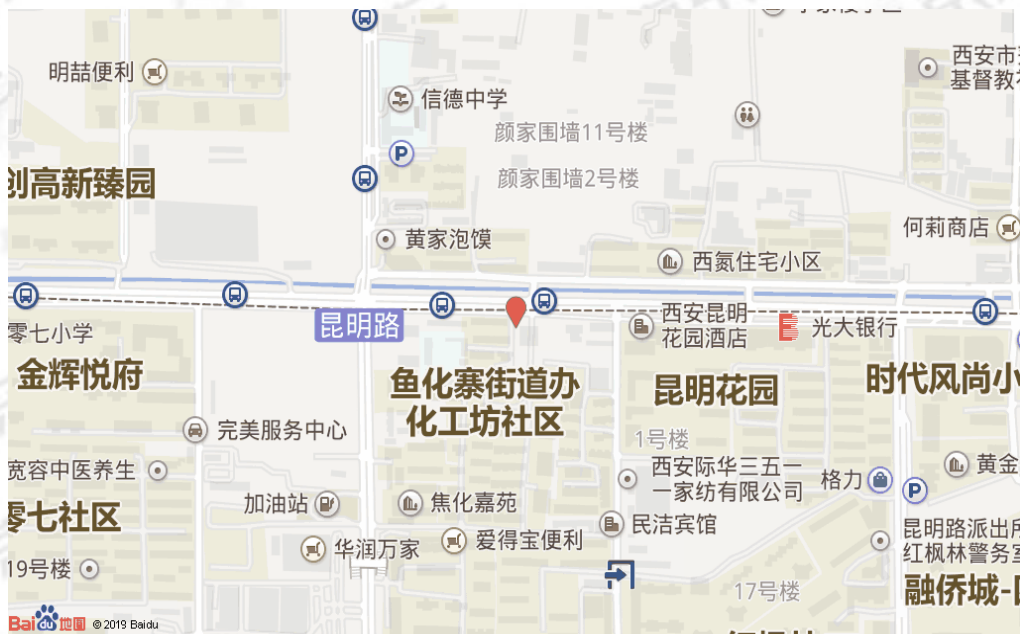 西安市
基督教
明喆便利
信德中学
颜家围墙11号楼
P
颜家围墙2号楼
创高新臻园
何莉商店
黄家泡馍
西氮住宅小区
昆明路
西安昆明
花园酒店
光大银行
零七小学
金辉悦府
鱼化寨街道办
化工坊社区
昆明花园
时代风尚小
完美服务中心
1号楼
宽容中医养生
西安际华三五一
一家纺有限公司
格力
P
黄金
加油站
焦化嘉苑
零七社区
民洁宾馆
昆明路派出所
红枫林警务室
华润万家
爱得宝便利
19号楼
17号楼
融侨城-
Bai du 地图 © 2019 Baidu